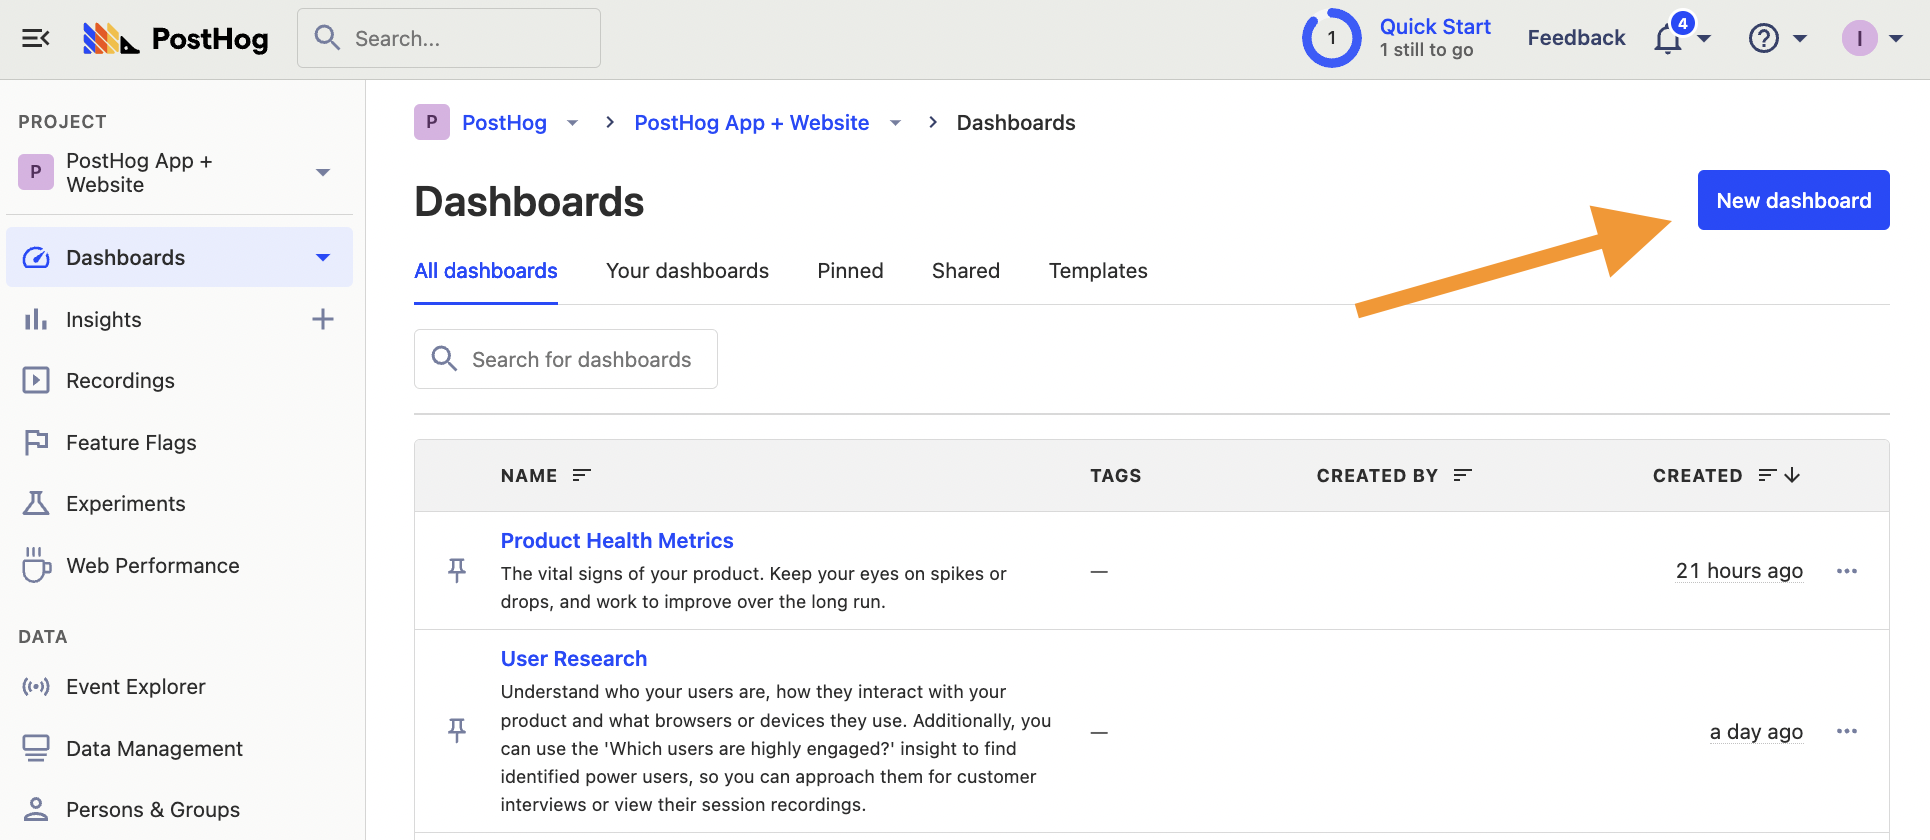 PostHog
Search...
1
Quick Start
1 still to go
Feedback
4
I
PROJECT
P
PostHog App +
Website
Dashboards
Insights
Recordings
Feature Flags
Experiments
Web Performance
DATA
Event Explorer
Data Management
Persons & Groups
P PostHog PostHog App + Website Dashboards
Dashboards
New dashboard
All dashboards Your dashboards Pinned Shared Templates
Search for dashboards
NAME TAGS CREATED BY CREATED
Product Health Metrics
The vital signs of your product. Keep your eyes on spikes or
drops, and work to improve over the long run.
—
21 hours ago
User Research
Understand who your users are, how they interact with your
product and what browsers or devices they use. Additionally, you
can use the 'Which users are highly engaged?' insight to find
identified power users, so you can approach them for customer
interviews or view their session recordings.
—
a day ago